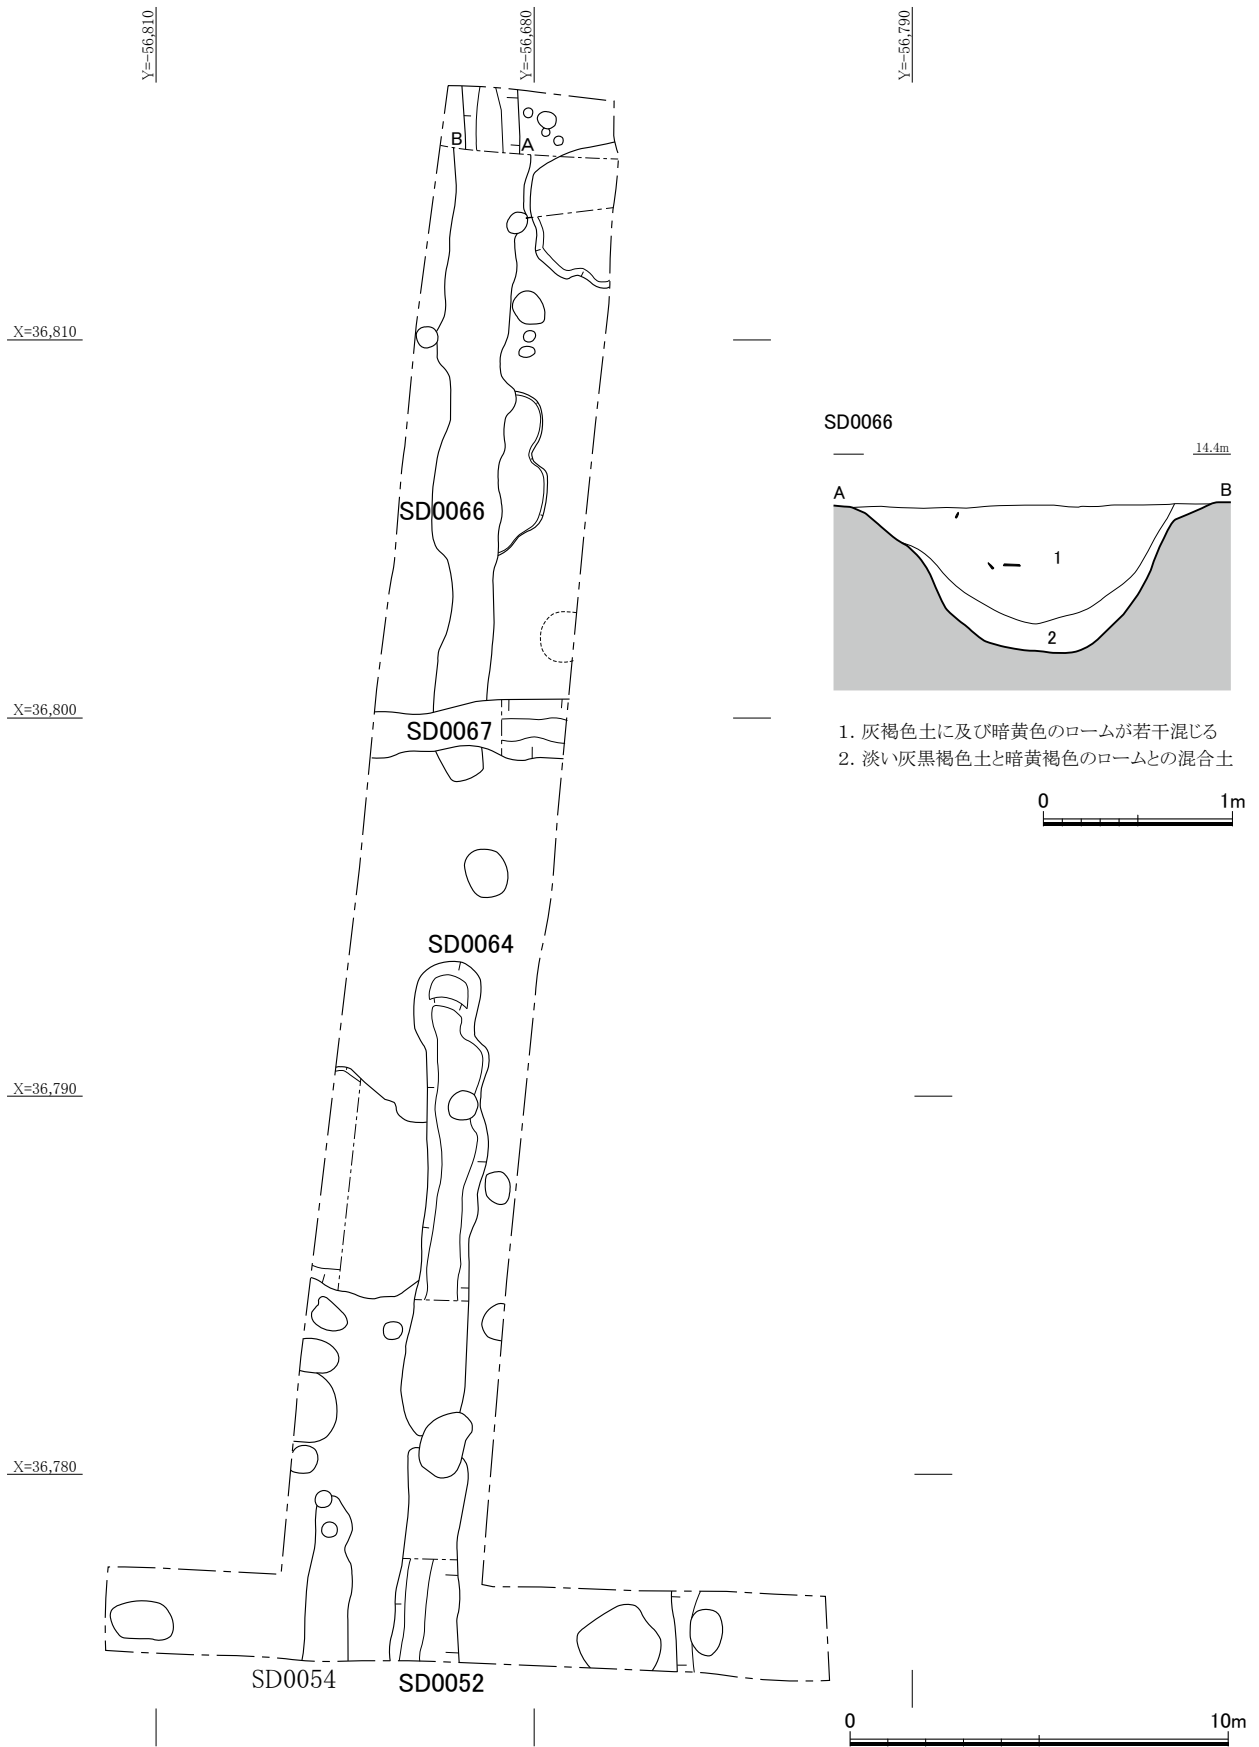 Y=-56,810
Y=-56,680
Y=-56,790
B
A
X=36,810
SD0066
14.4m
A
B
SD0066
1
2
X=36,800
SD0067
1. 灰褐色土に及び暗黄色のロームが若干混じる
2. 淡い灰黒褐色土と暗黄褐色のロームとの混合土
0
1m
SD0064
X=36,790
X=36,780
SD0054
SD0052
0
10m